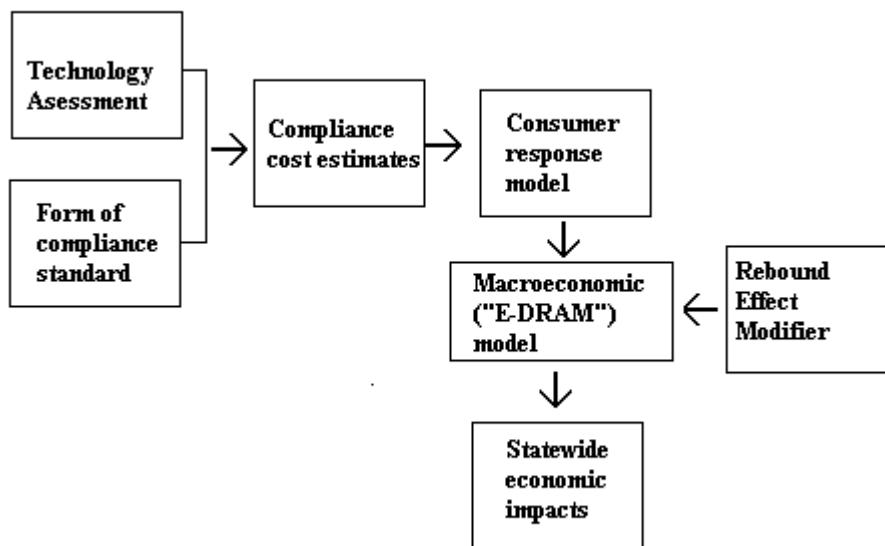 Technology
Asessment
Form of
compliance
standard
Compliance
cost estimates
Consumer
response
model
Macroeconomic
("E-DRAM")
model
Rebound
Effect
Modifier
Statewide
economic
impacts